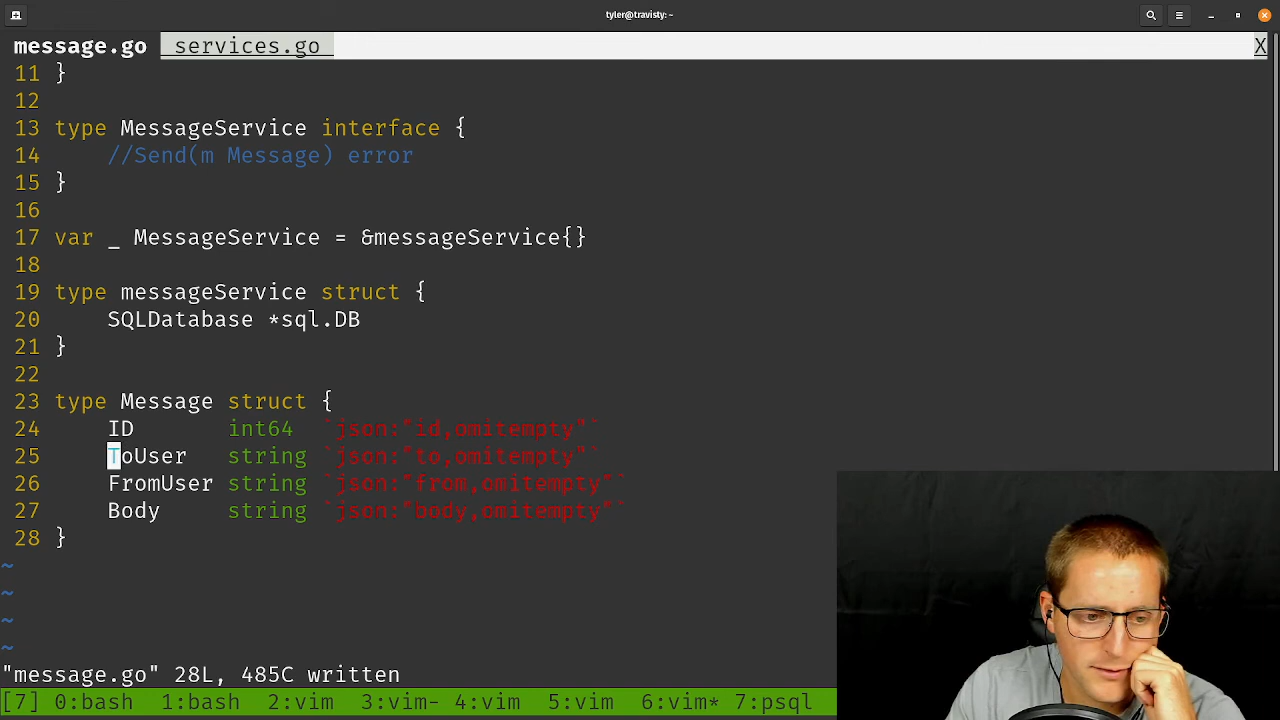 tyler@travisty: ~
message.go services.go X
11 }
12
13 type MessageService interface {
14 //Send(m Message) error
15 }
16
17 var _ MessageService = &messageService{}
18
19 type messageService struct {
20 SQLDatabase *sql.DB
21 }
22
23 type Message struct {
24 ID int64 `json:"id,omitempty"`
25 ToUser string `json:"to,omitempty"`
26 FromUser string `json:"from,omitempty"`
27 Body string `json:"body,omitempty"`
28 }
~
~
~
~
"message.go" 28L, 485C written
[7] 0:bash 1:bash 2:vim 3:vim- 4:vim 5:vim 6:vim* 7:psql